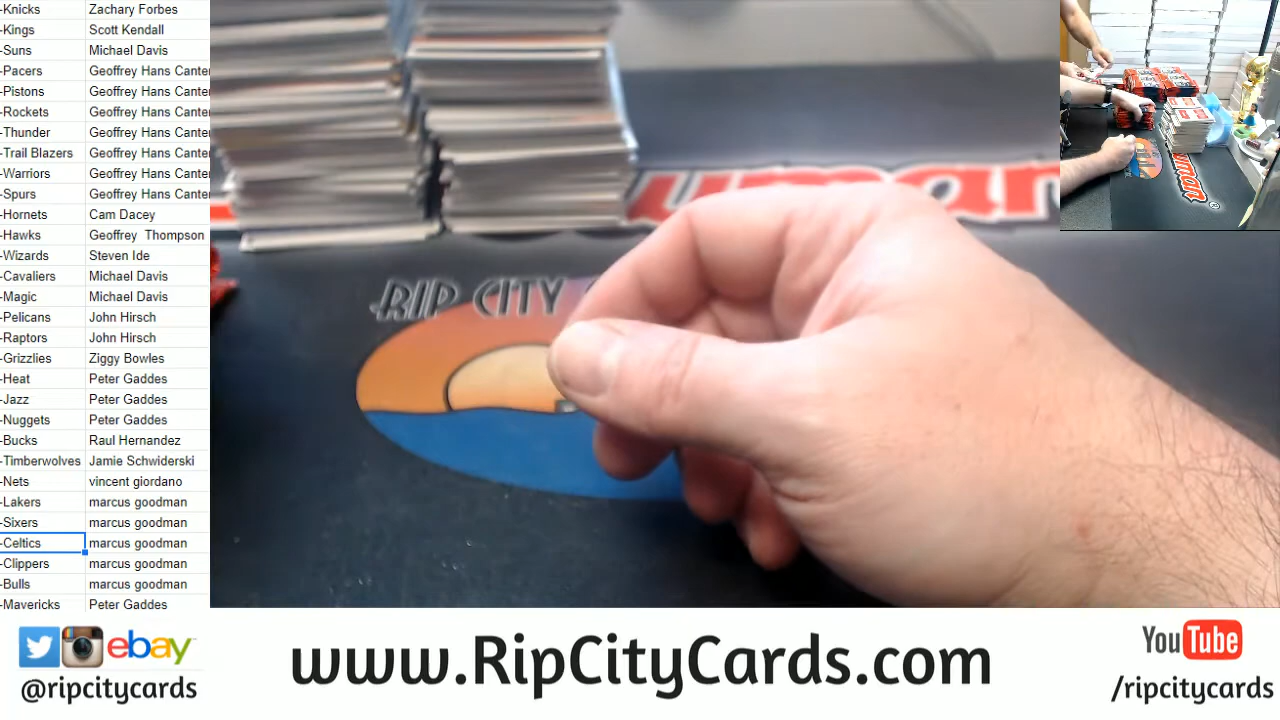 -Knicks Zachary Forbes
-Kings Scott Kendall
-Suns Michael Davis
-Pacers Geoffrey Hans Canter
-Pistons Geoffrey Hans Canter
-Rockets Geoffrey Hans Canter
-Thunder Geoffrey Hans Canter
-Trail Blazers Geoffrey Hans Canter
-Warriors Geoffrey Hans Canter
-Spurs Geoffrey Hans Canter
-Hornets Cam Dacey
-Hawks Geoffrey Thompson
-Wizards Steven Ide
-Cavaliers Michael Davis
-Magic Michael Davis
-Pelicans John Hirsch
-Raptors John Hirsch
-Grizzlies Ziggy Bowles
-Heat Peter Gaddes
-Jazz Peter Gaddes
-Nuggets Peter Gaddes
-Bucks Raul Hernandez
-Timberwolves Jamie Schwiderski
-Nets vincent giordano
-Lakers marcus goodman
-Sixers marcus goodman
-Celtics marcus goodman
-Clippers marcus goodman
-Bulls marcus goodman
-Mavericks Peter Gaddes
RIP CITY
ebay
@ripcitycards
www.RipCityCards.com
YouTube
/ripcitycards